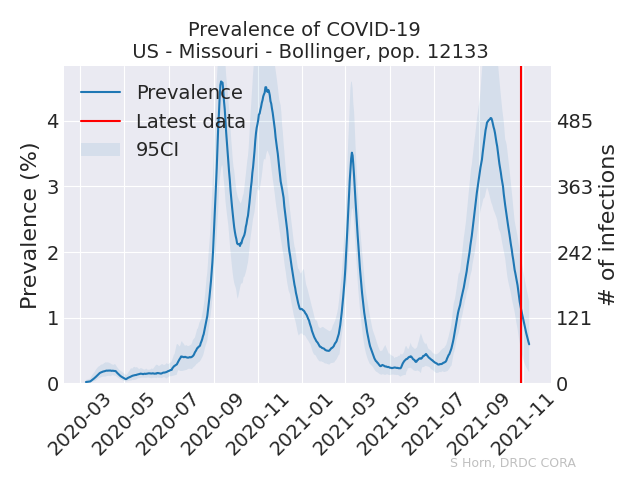 Prevalence of COVID-19
US - Missouri - Bollinger, pop. 12133
Prevalence
Latest data
95CI
Prevalence (%)
4
3
2
1
0
485
363
242
121
0
# of infections
2020-03
2020-05
2020-07
2020-09
2020-11
2021-01
2021-03
2021-05
2021-07
2021-09
2021-11
S Horn, DRDC CORA